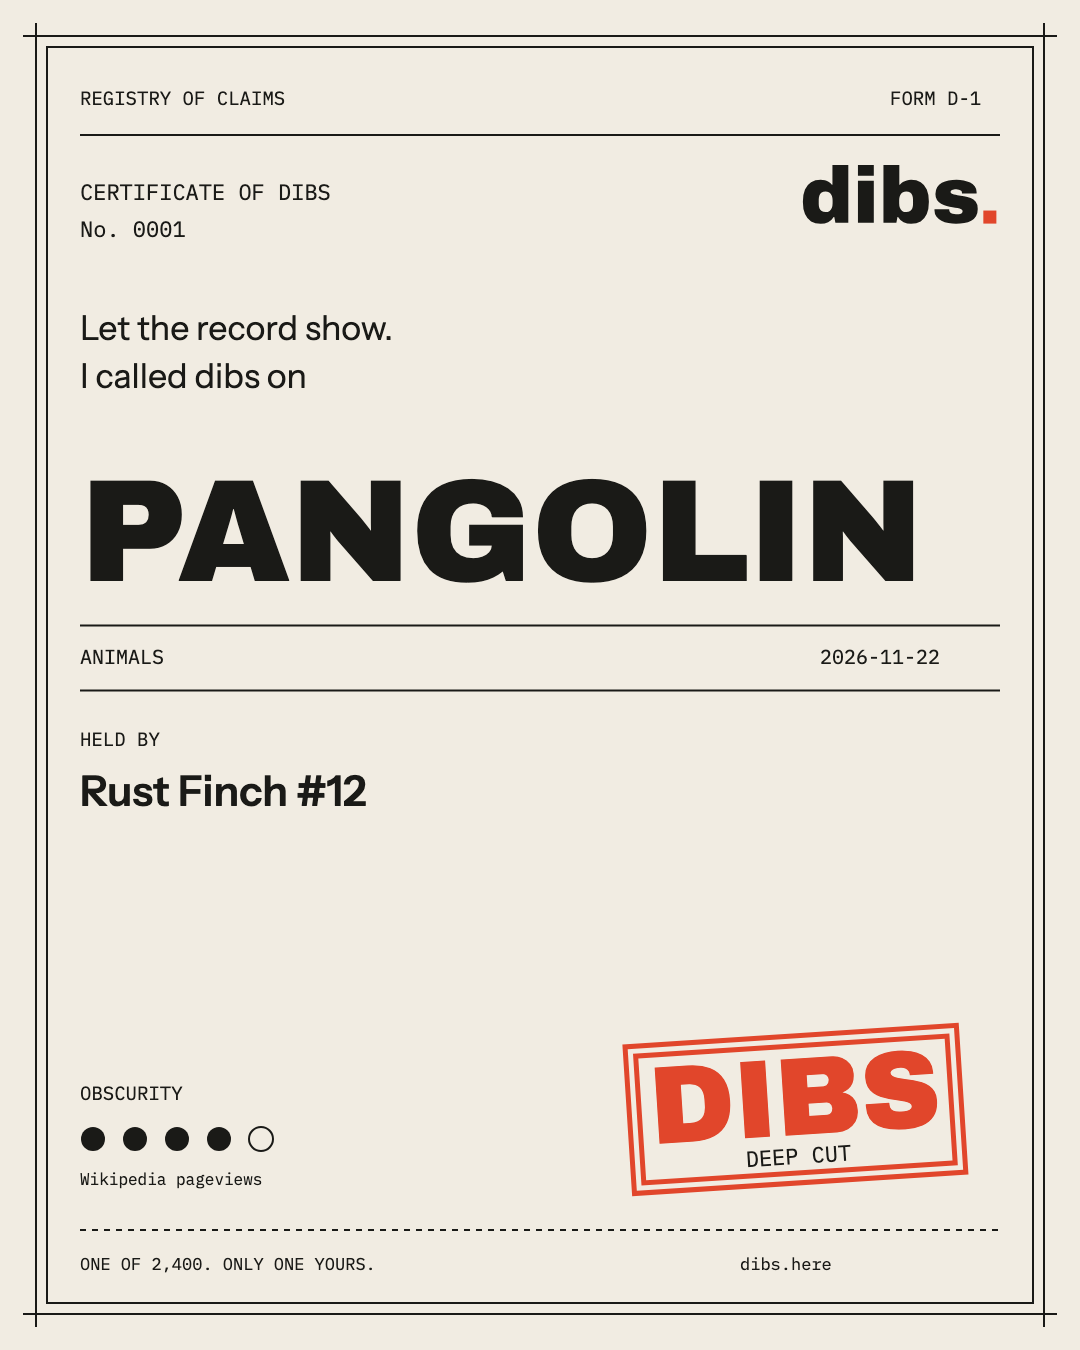 REGISTRY OF CLAIMS
FORM D-1
CERTIFICATE OF DIBS
No. 0001
dibs.
Let the record show.
I called dibs on
PANGOLIN
ANIMALS
2026-11-22
HELD BY
Rust Finch #12
OBSCURITY
Wikipedia pageviews
DIBS
DEEP CUT
ONE OF 2,400. ONLY ONE YOURS.
dibs.here